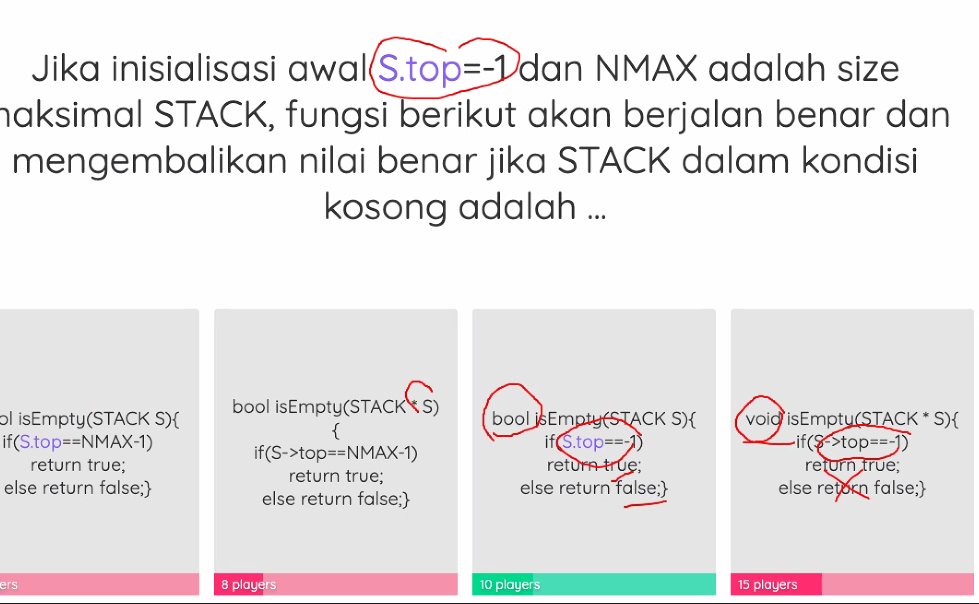 Jika inisialisasi awal S.top=-1 dan NMAX adalah size
maksimal STACK, fungsi berikut akan berjalan benar dan
mengembalikan nilai benar jika STACK dalam kondisi
kosong adalah ...
ol isEmpty(STACK S){
if(S.top==NMAX-1)
return true;
else return false;}
ers
bool isEmpty(STACK * S)
{
if(S->top==NMAX-1)
return true;
else return false;}
8 players
bool isEmpty(STACK S){
if(S.top==-1)
return true;
else return false;}
10 players
void isEmpty(STACK * S){
if(S->top==-1)
return true;
else return false;}
15 players